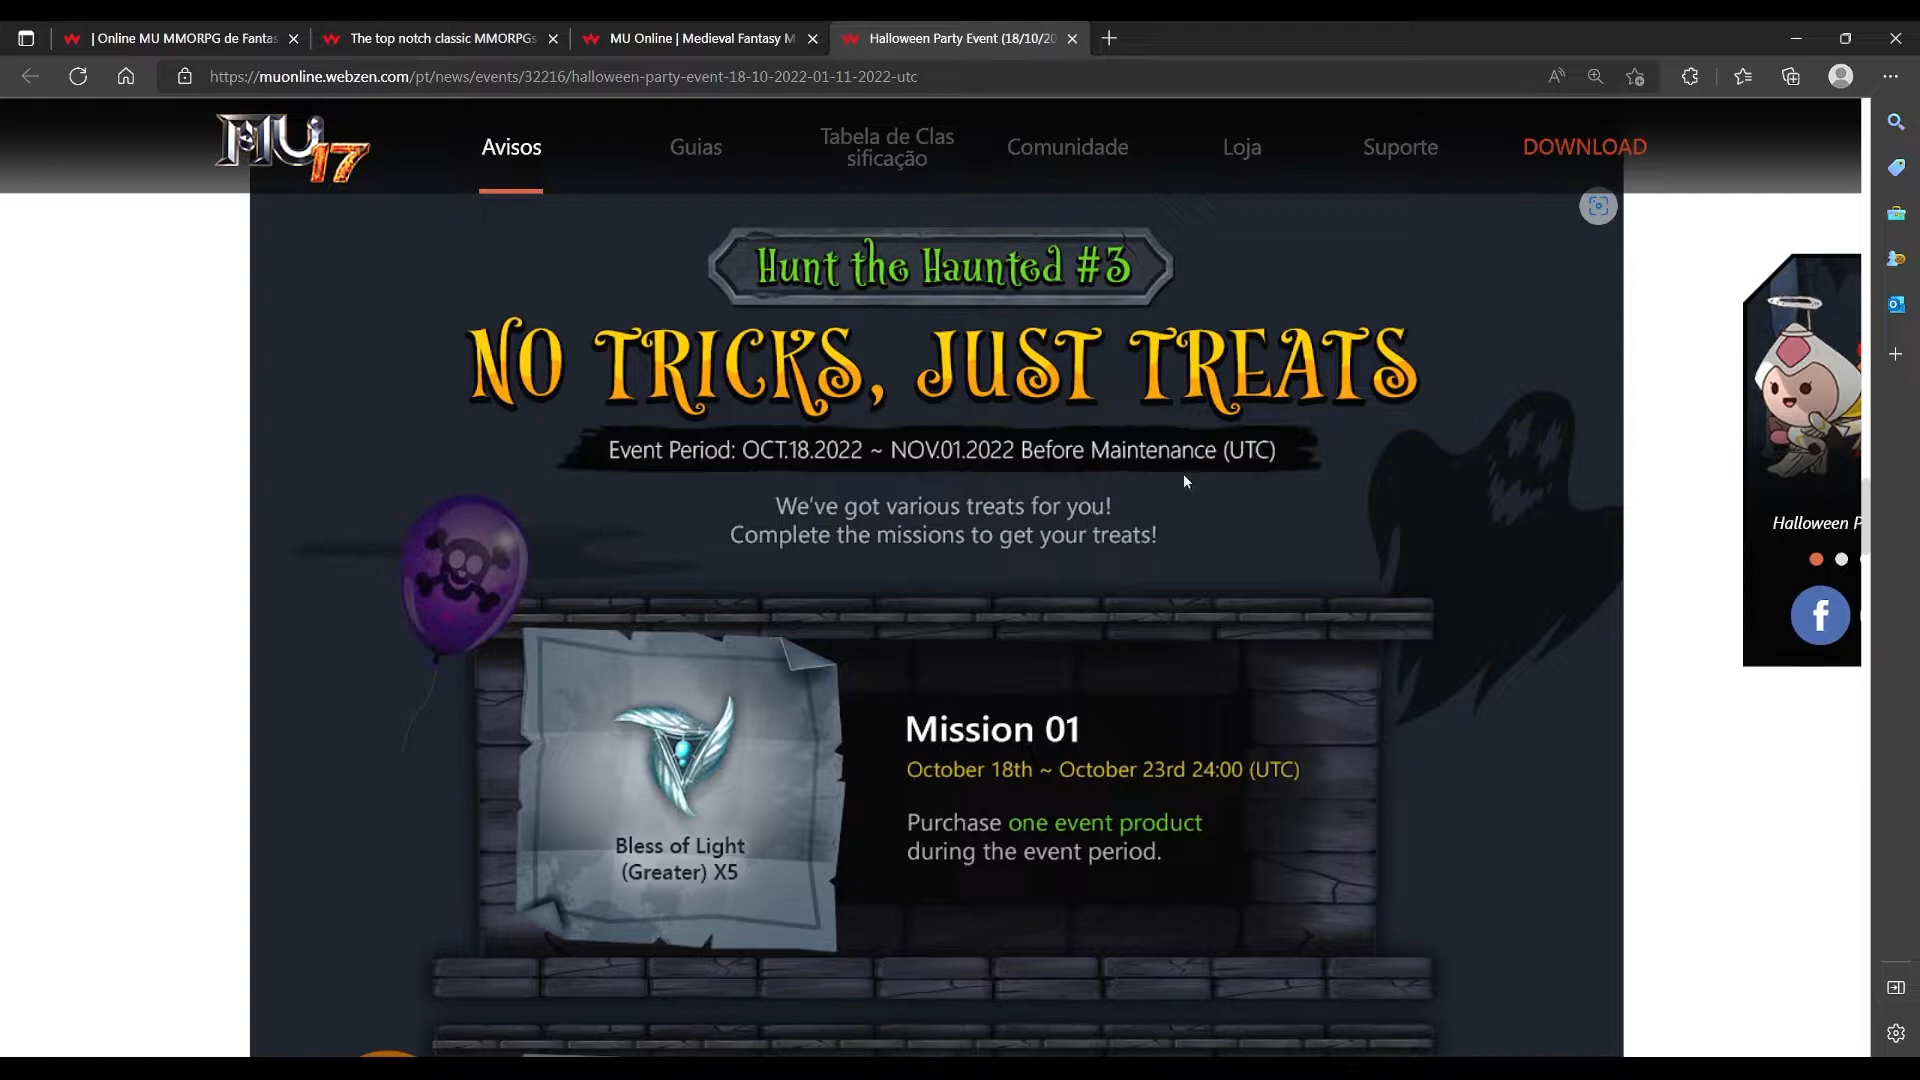 | Online MU MMORPG de Fantas
The top notch classic MMORPGs
MU Online | Medieval Fantasy M
Halloween Party Event (18/10/20
https://muonline.webzen.com/pt/news/events/32216/halloween-party-event-18-10-2022-01-11-2022-utc
MU 17
Avisos
Guias
Tabela de Clas
sificação
Comunidade
Loja
Suporte
DOWNLOAD
Hunt the Haunted #3
NO TRICKS, JUST TREATS
Event Period: OCT.18.2022 ~ NOV.01.2022 Before Maintenance (UTC)
We've got various treats for you!
Complete the missions to get your treats!
Bless of Light
(Greater) X5
Mission 01
October 18th ~ October 23rd 24:00 (UTC)
Purchase one event product
during the event period.
Halloween P
f